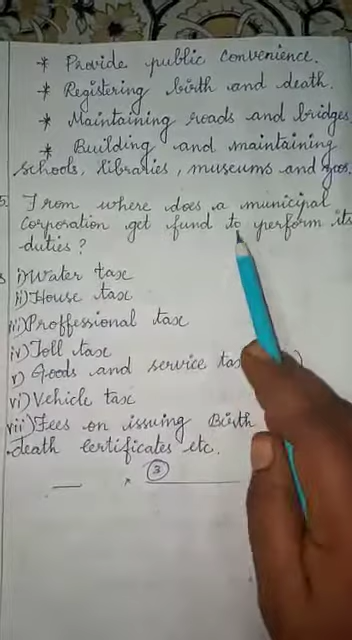 * Provide public convenience.
* Registering birth and death.
* Maintaining roads and bridges,
* Building and maintaining
schools, libraries, museums and zoos.
5. From where does a municipal
Corporation get fund to perform its
duties?
i) Water tax
ii) House tax
iii) Proffessional tax
iv) Toll tax
v) Goods and service tax )
vi) Vehicle tax
vii) Fees on issuing Birth
death certificates etc.
3